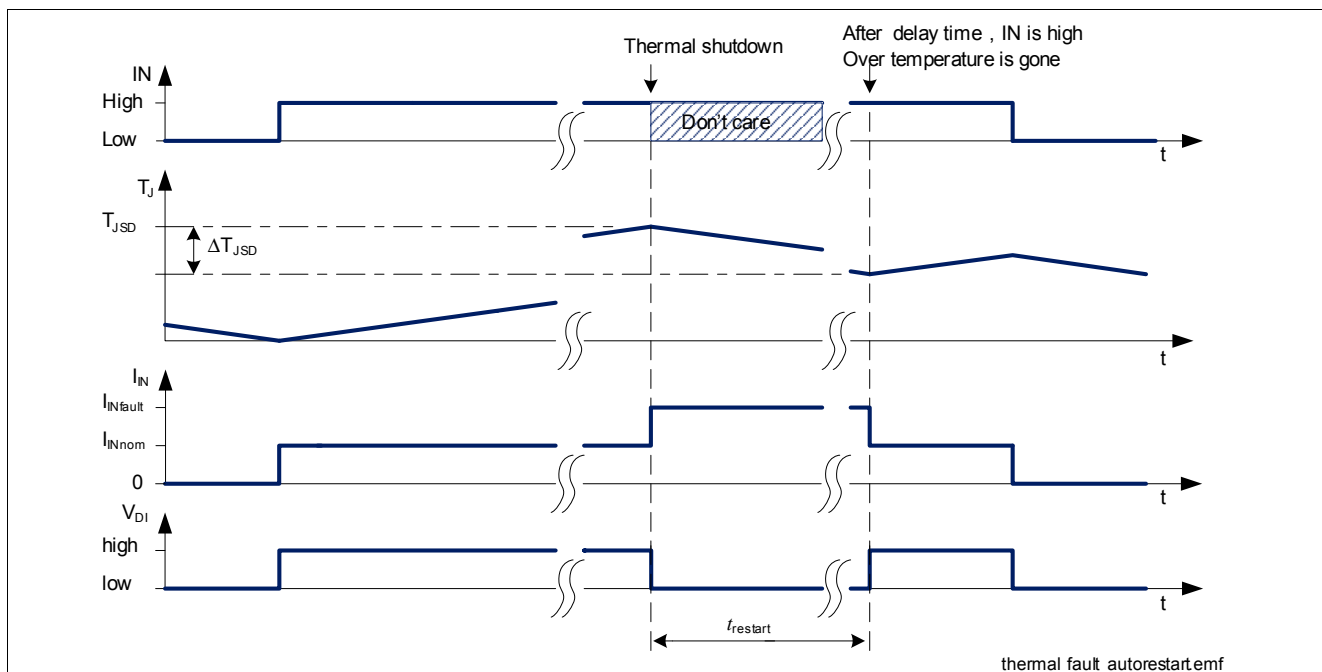 After delay time , IN is high
Thermal shutdown
Over temperature is gone
IN
High
Don't care
Low
t
TJ
TJSD
ΔTJSD
t
IIN
IINfault
IINnom
0
t
VDI
high
low
t
trestart
thermal fault autorestart.emf